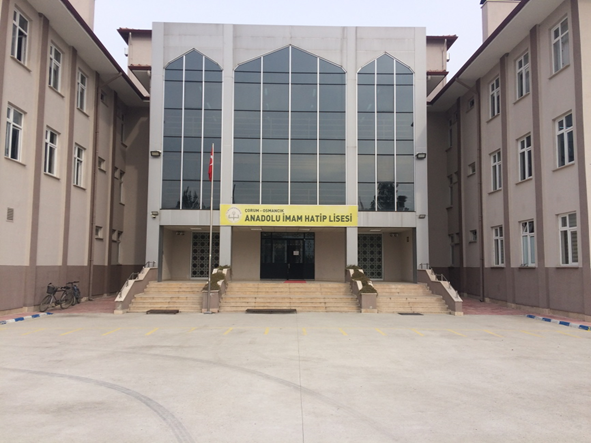 ÇORUM - OSMANCIK
ANADOLU İMAM HATİP LİSESİ